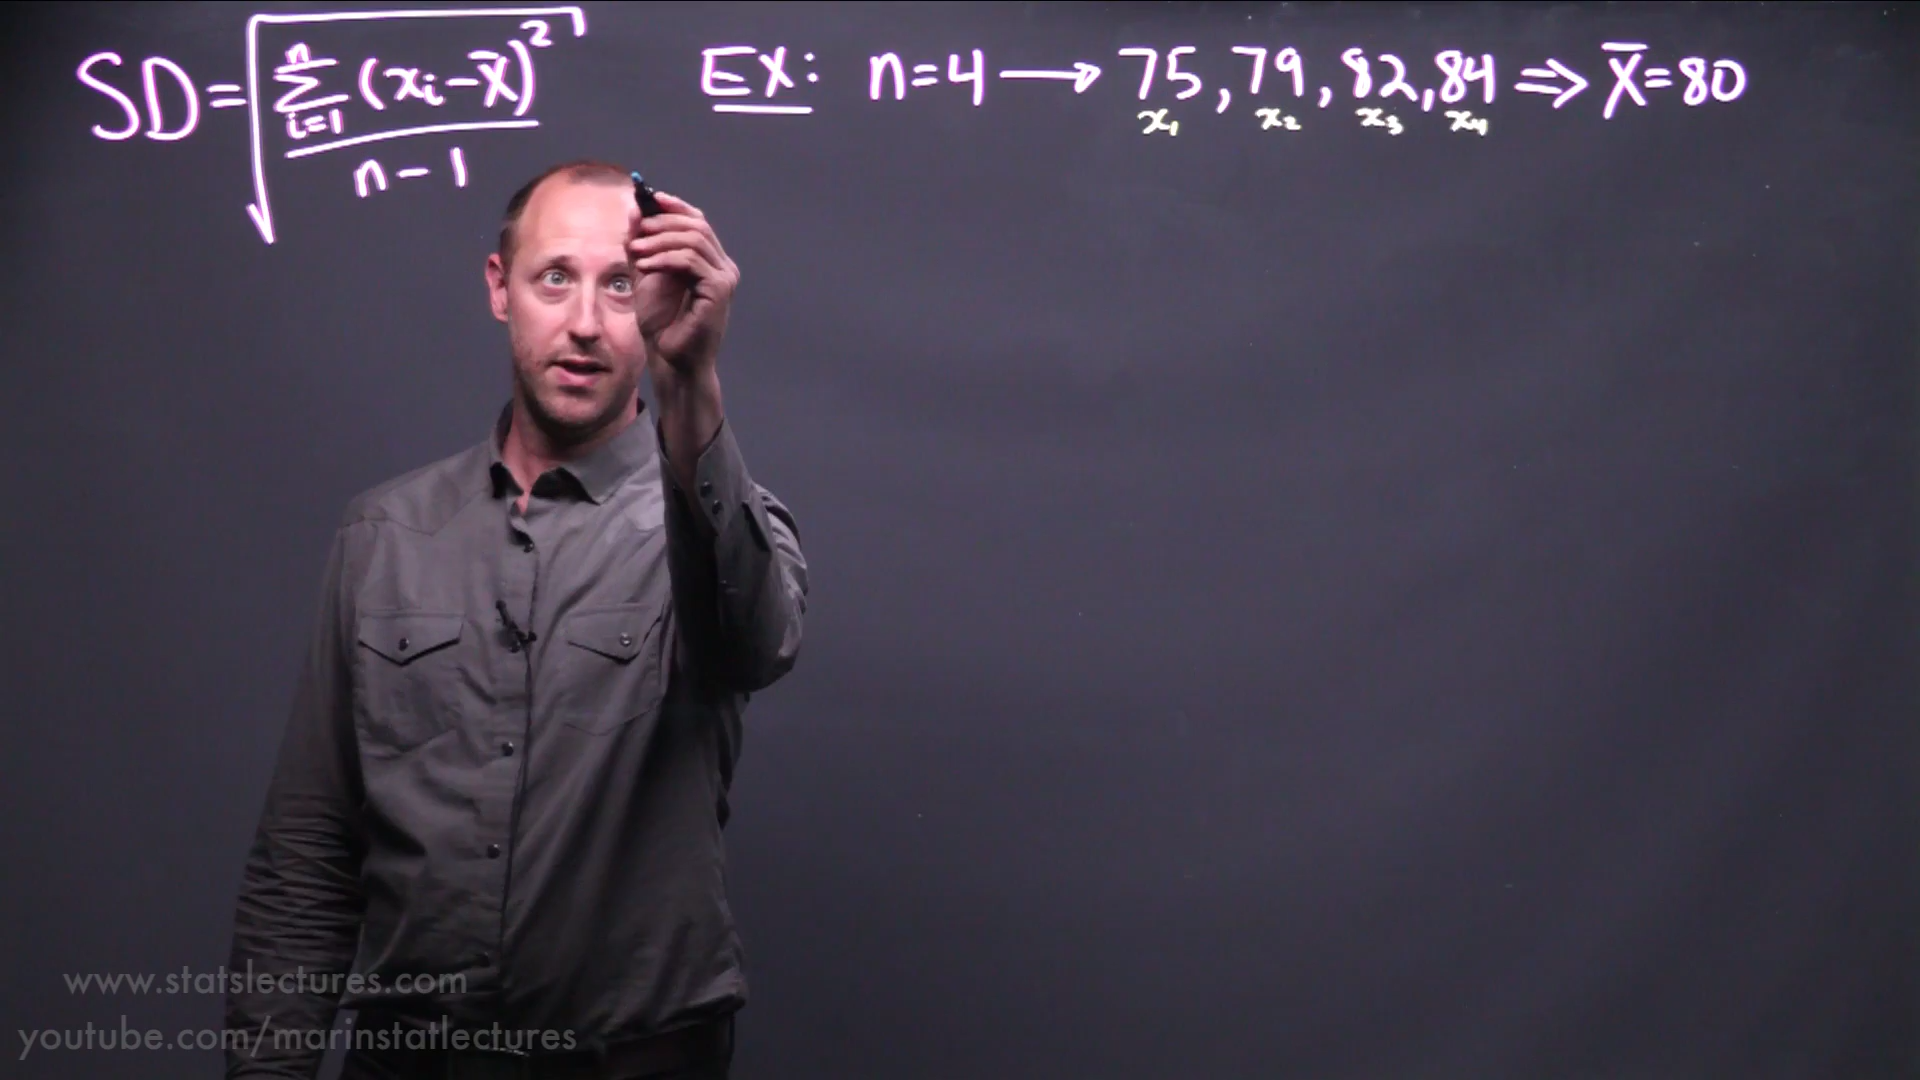 SD = √( Σ_{i=1}^{n} (xi - x̄)² / (n - 1) )
EX: n=4 → 75, 79, 82, 84 ⇒ x̄ = 80
x₁ x₂ x₃ x₄
www.statslectures.com
youtube.com/marinstatlectures